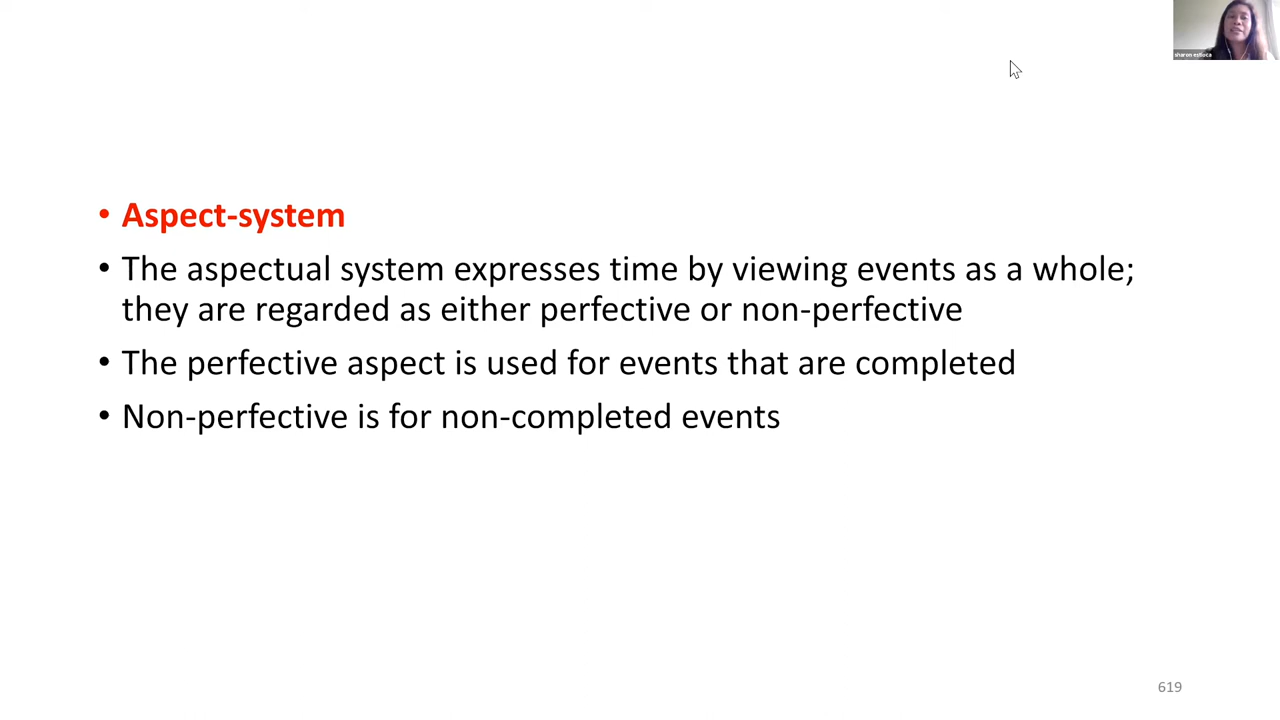 sharon estioca
• Aspect-system
• The aspectual system expresses time by viewing events as a whole;
they are regarded as either perfective or non-perfective
• The perfective aspect is used for events that are completed
• Non-perfective is for non-completed events
619